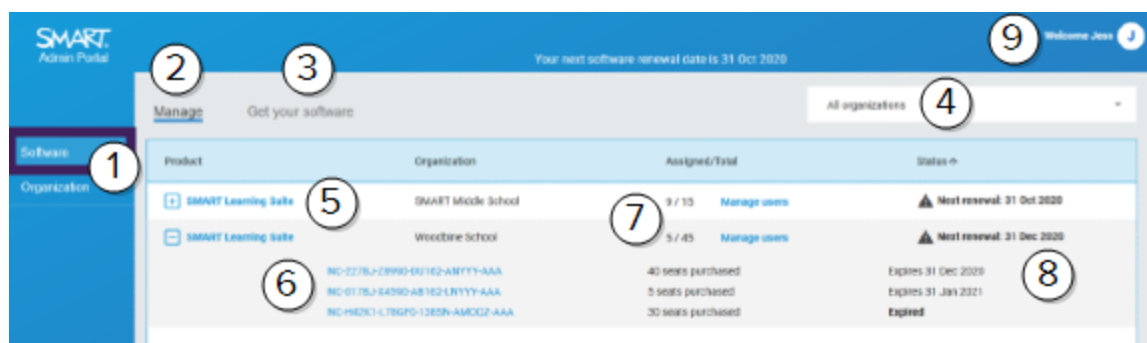 SMART.
Admin Portal
9
Welcome Jess J
Your next software renewal date is 31 Oct 2020
2
3
Manage
Get your software
All organizations
4
Software
1
Organization
Product
Organization
Assigned/Total
Status
SMART Learning Suite
5
SMART Middle School
7
9 / 15
Manage users
Next renewal: 31 Oct 2020
SMART Learning Suite
Woodbine School
5 / 45
Manage users
Next renewal: 31 Dec 2020
6
40 seats purchased
Expires 31 Dec 2020
8
5 seats purchased
Expires 31 Jan 2021
30 seats purchased
Expired